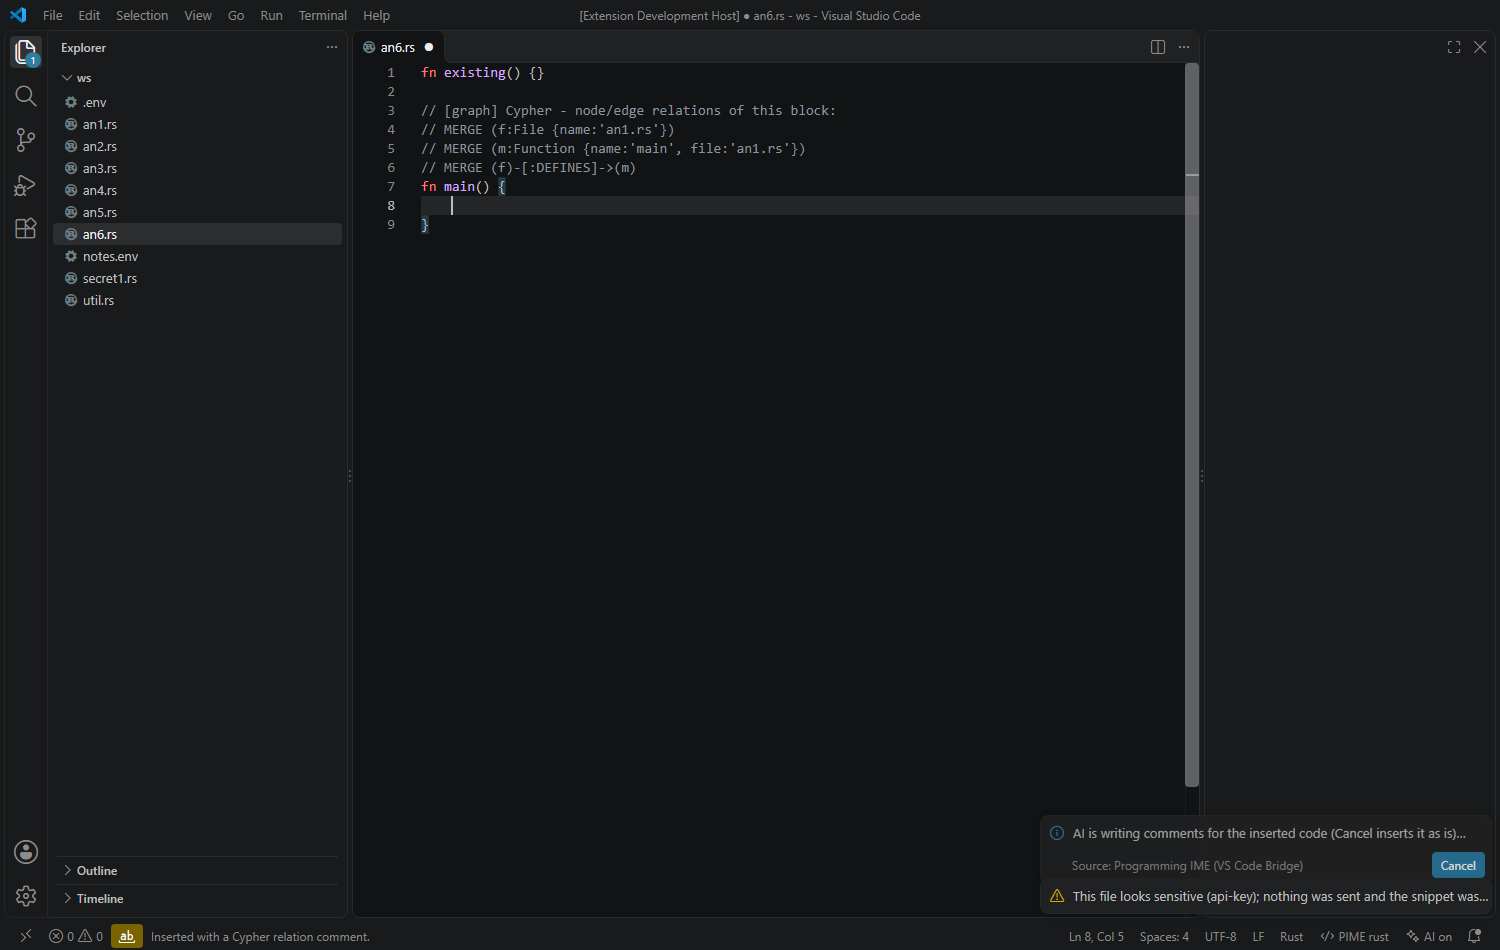 File Edit Selection View Go Run Terminal Help
[Extension Development Host] ● an6.rs - ws - Visual Studio Code
Explorer
ws
.env
an1.rs
an2.rs
an3.rs
an4.rs
an5.rs
an6.rs
notes.env
secret1.rs
util.rs
Outline
Timeline
1
an6.rs
1 fn existing() {}
2
3 // [graph] Cypher - node/edge relations of this block:
4 // MERGE (f:File {name:'an1.rs'})
5 // MERGE (m:Function {name:'main', file:'an1.rs'})
6 // MERGE (f)-[:DEFINES]->(m)
7 fn main() {
8
9 }
AI is writing comments for the inserted code (Cancel inserts it as is)...
Source: Programming IME (VS Code Bridge)
Cancel
This file looks sensitive (api-key); nothing was sent and the snippet was...
0 0 ab Inserted with a Cypher relation comment.
Ln 8, Col 5 Spaces: 4 UTF-8 LF Rust PIME rust AI on